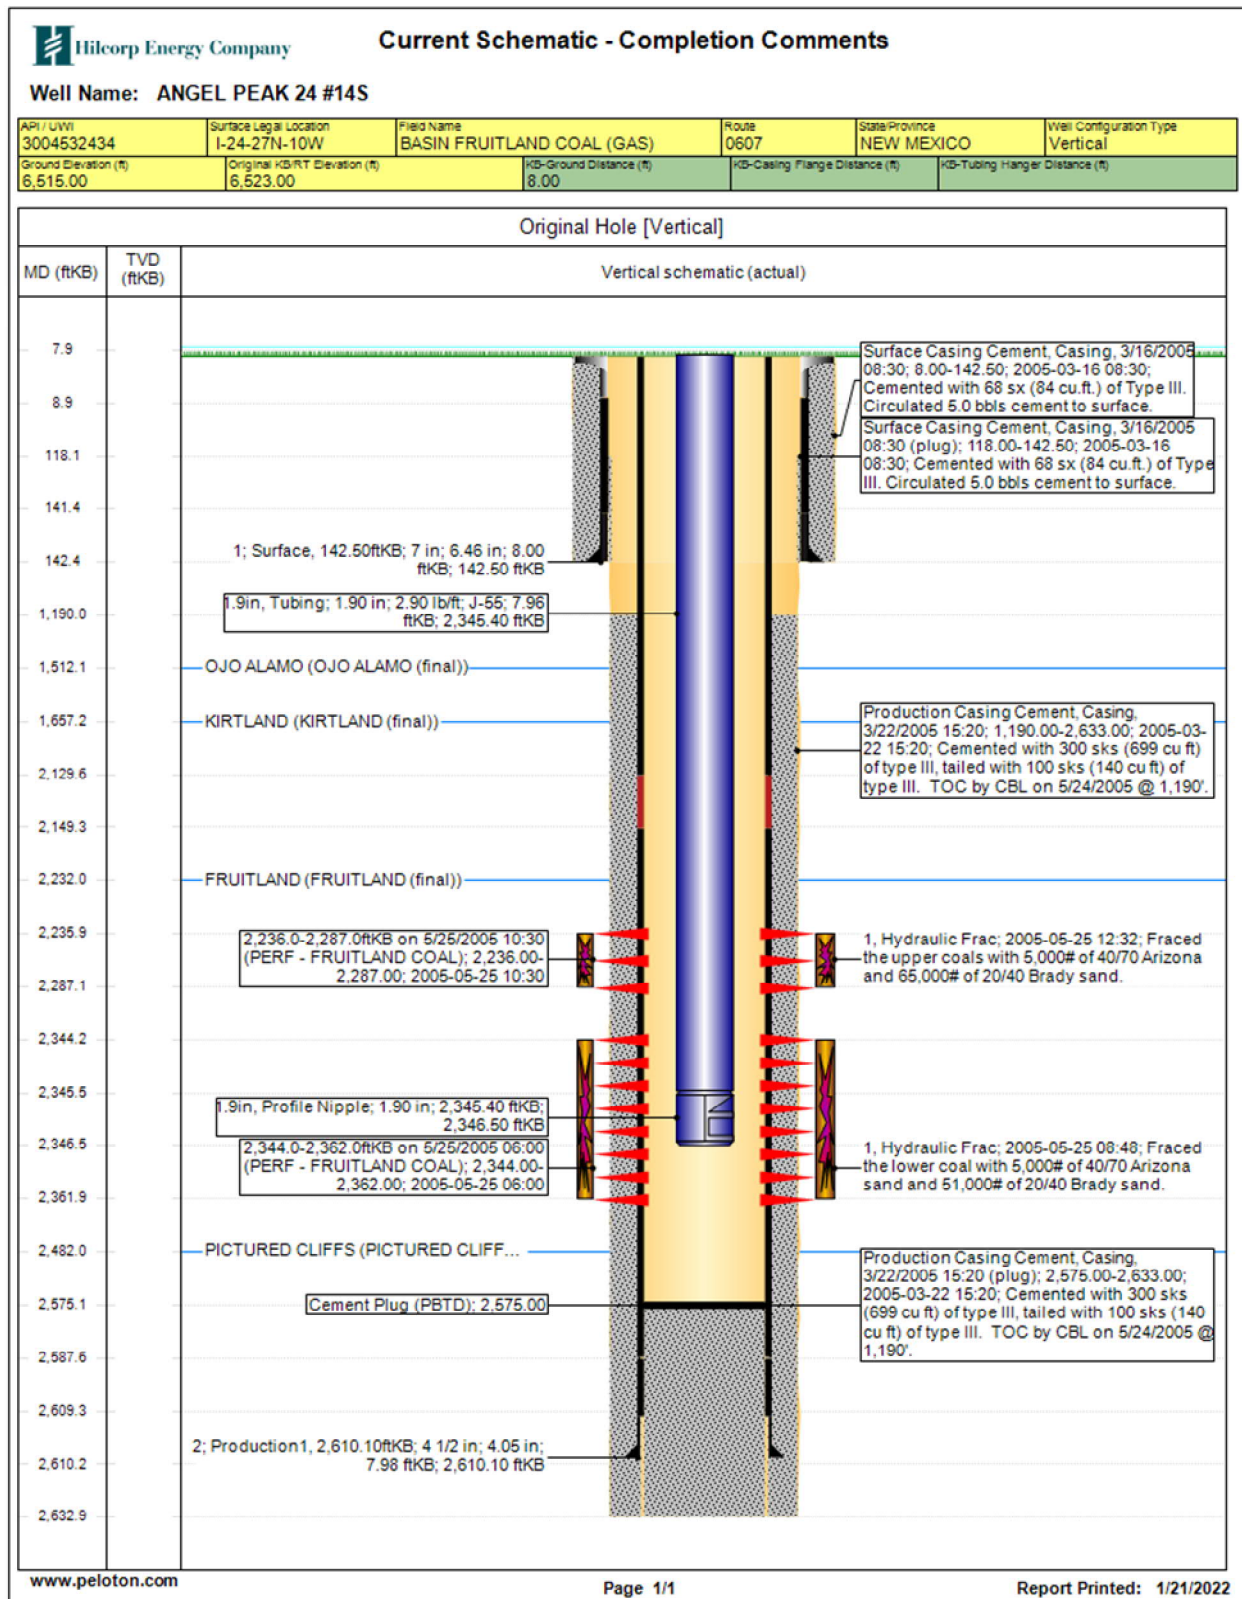 Hilcorp Energy Company
Current Schematic - Completion Comments
Well Name: ANGEL PEAK 24 #14S
API / UWI
3004532434
Surface Legal Location
I-24-27N-10W
Field Name
BASIN FRUITLAND COAL (GAS)
Route
0607
State/Province
NEW MEXICO
Well Configuration Type
Vertical
Ground Elevation (ft)
6,515.00
Original KB/RT Elevation (ft)
6,523.00
KB-Ground Distance (ft)
8.00
KB-Casing Flange Distance (ft)
KB-Tubing Hanger Distance (ft)
Original Hole [Vertical]
MD (ftKB)
TVD
(ftKB)
Vertical schematic (actual)
7.9
Surface Casing Cement, Casing, 3/16/2005
08:30; 8.00-142.50; 2005-03-16 08:30;
Cemented with 68 sx (84 cu.ft.) of Type III.
Circulated 5.0 bbls cement to surface.
8.9
Surface Casing Cement, Casing, 3/16/2005
08:30 (plug); 118.00-142.50; 2005-03-16
08:30; Cemented with 68 sx (84 cu.ft.) of Type
III. Circulated 5.0 bbls cement to surface.
118.1
141.4
1; Surface, 142.50ftKB; 7 in; 6.46 in; 8.00
ftKB; 142.50 ftKB
142.4
1.9in, Tubing; 1.90 in; 2.90 lb/ft; J-55; 7.96
ftKB; 2,345.40 ftKB
1,190.0
1,512.1
OJO ALAMO (OJO ALAMO (final))
1,657.2
KIRTLAND (KIRTLAND (final))
Production Casing Cement, Casing,
3/22/2005 15:20; 1,190.00-2,633.00; 2005-03-
22 15:20; Cemented with 300 sks (699 cu ft)
of type III, tailed with 100 sks (140 cu ft) of
type III. TOC by CBL on 5/24/2005 @ 1,190'.
2,129.6
2,149.3
2,232.0
FRUITLAND (FRUITLAND (final))
2,235.9
2,236.0-2,287.0ftKB on 5/25/2005 10:30
(PERF - FRUITLAND COAL); 2,236.00-
2,287.00; 2005-05-25 10:30
1, Hydraulic Frac; 2005-05-25 12:32; Fraced
the upper coals with 5,000# of 40/70 Arizona
and 65,000# of 20/40 Brady sand.
2,287.1
2,344.2
2,345.5
1.9in, Profile Nipple; 1.90 in; 2,345.40 ftKB;
2,346.50 ftKB
2,346.5
2,344.0-2,362.0ftKB on 5/25/2005 06:00
(PERF - FRUITLAND COAL); 2,344.00-
2,362.00; 2005-05-25 06:00
1, Hydraulic Frac; 2005-05-25 08:48; Fraced
the lower coal with 5,000# of 40/70 Arizona
sand and 51,000# of 20/40 Brady sand.
2,361.9
2,482.0
PICTURED CLIFFS (PICTURED CLIFF...
Production Casing Cement, Casing,
3/22/2005 15:20 (plug); 2,575.00-2,633.00;
2005-03-22 15:20; Cemented with 300 sks
(699 cu ft) of type III, tailed with 100 sks (140
cu ft) of type III. TOC by CBL on 5/24/2005 @
1,190'.
2,575.1
Cement Plug (PBTD); 2,575.00
2,587.6
2,609.3
2; Production1, 2,610.10ftKB; 4 1/2 in; 4.05 in;
7.98 ftKB; 2,610.10 ftKB
2,610.2
2,632.9
www.peloton.com
Page 1/1
Report Printed: 1/21/2022